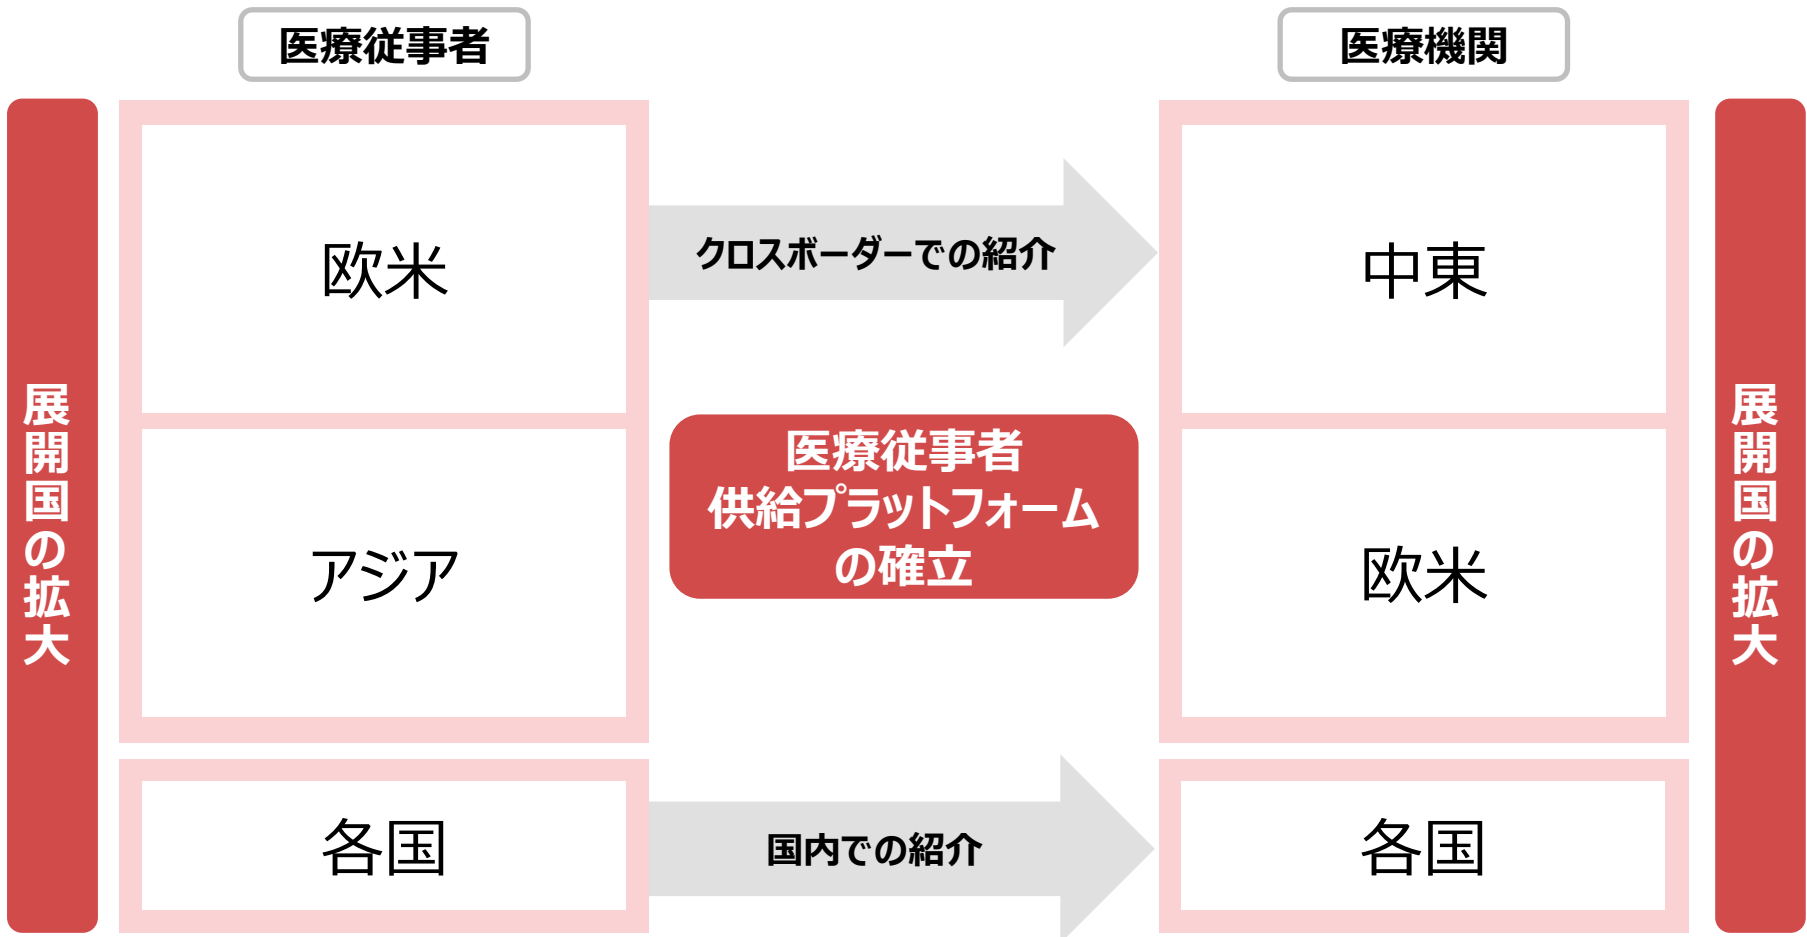 医療従事者
医療機関
展開国の拡大
欧米
クロスボーダーでの紹介
中東
展開国の拡大
医療従事者
供給プラットフォーム
の確立
アジア
欧米
各国
国内での紹介
各国